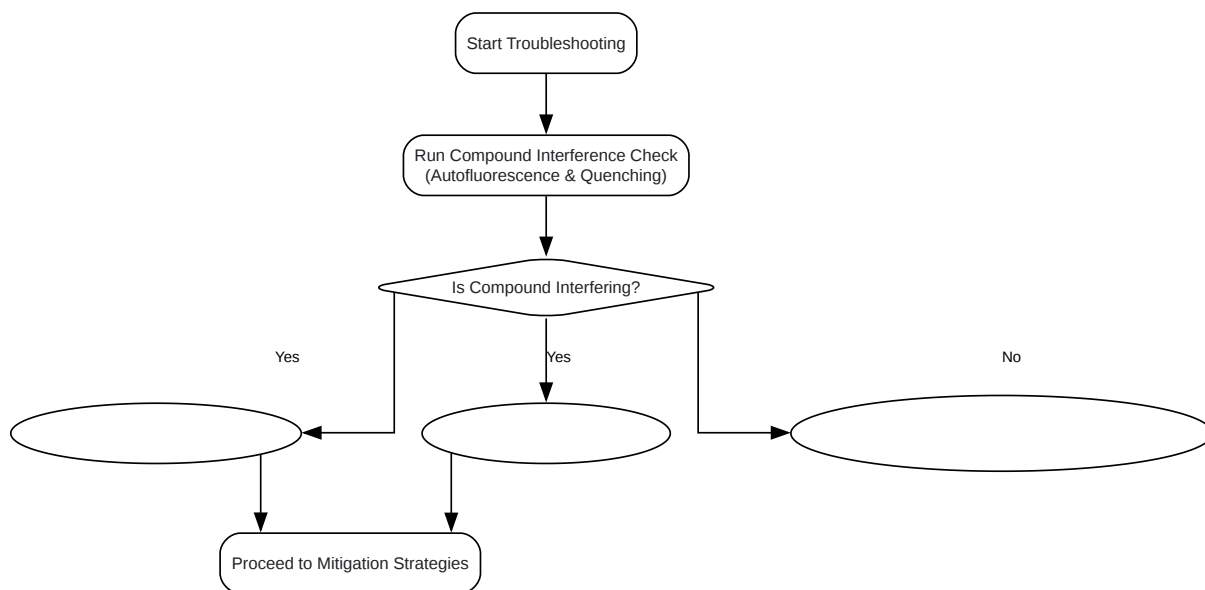 Start Troubleshooting
Run Compound Interference Check
(Autofluorescence & Quenching)
Is Compound Interfering?
Yes
Yes
No
Proceed to Mitigation Strategies